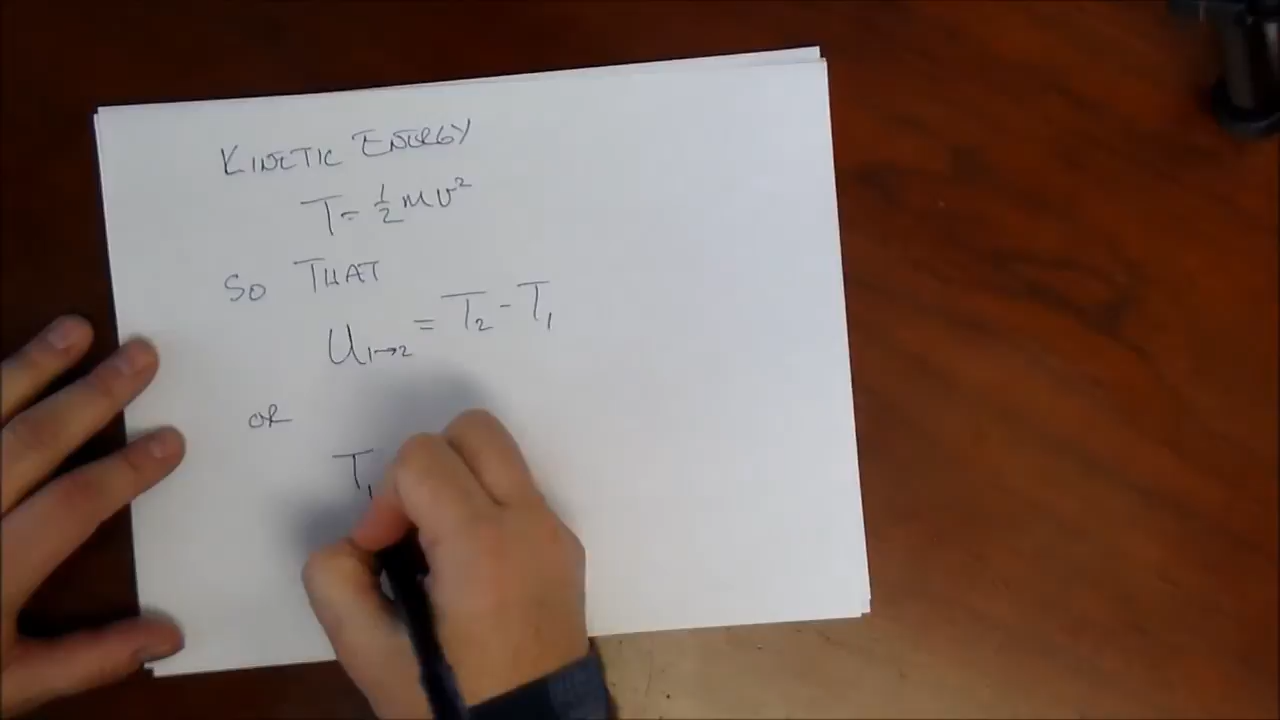 KINETIC ENERGY
T = 1/2 mv²
SO THAT
U₁→₂ = T₂ - T₁
OR
T₁